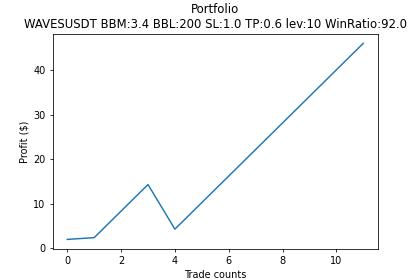 Portfolio
WAVESUSDT BBM:3.4 BBL:200 SL:1.0 TP:0.6 lev:10 WinRatio:92.0
Profit ($)
40
30
20
10
0
0 2 4 6 8 10
Trade counts